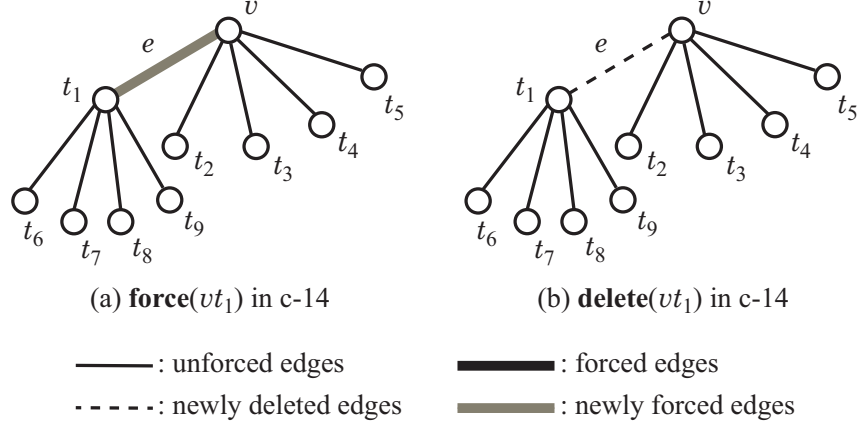 v
e
t1
t5
t4
t2
t3
t6
t9
t7
t8
(a) force(vt1) in c-14
v
e
t1
t5
t4
t2
t3
t6
t9
t7
t8
(b) delete(vt1) in c-14
: unforced edges
: forced edges
: newly deleted edges
: newly forced edges